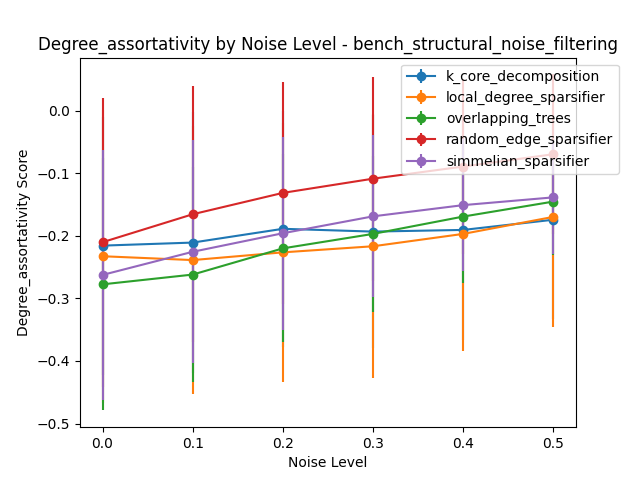 Degree_assortativity by Noise Level - bench_structural_noise_filtering
k_core_decomposition
local_degree_sparsifier
overlapping_trees
random_edge_sparsifier
simmelian_sparsifier
Degree_assortativity Score
0.0
−0.1
−0.2
−0.3
−0.4
−0.5
0.0 0.1 0.2 0.3 0.4 0.5
Noise Level